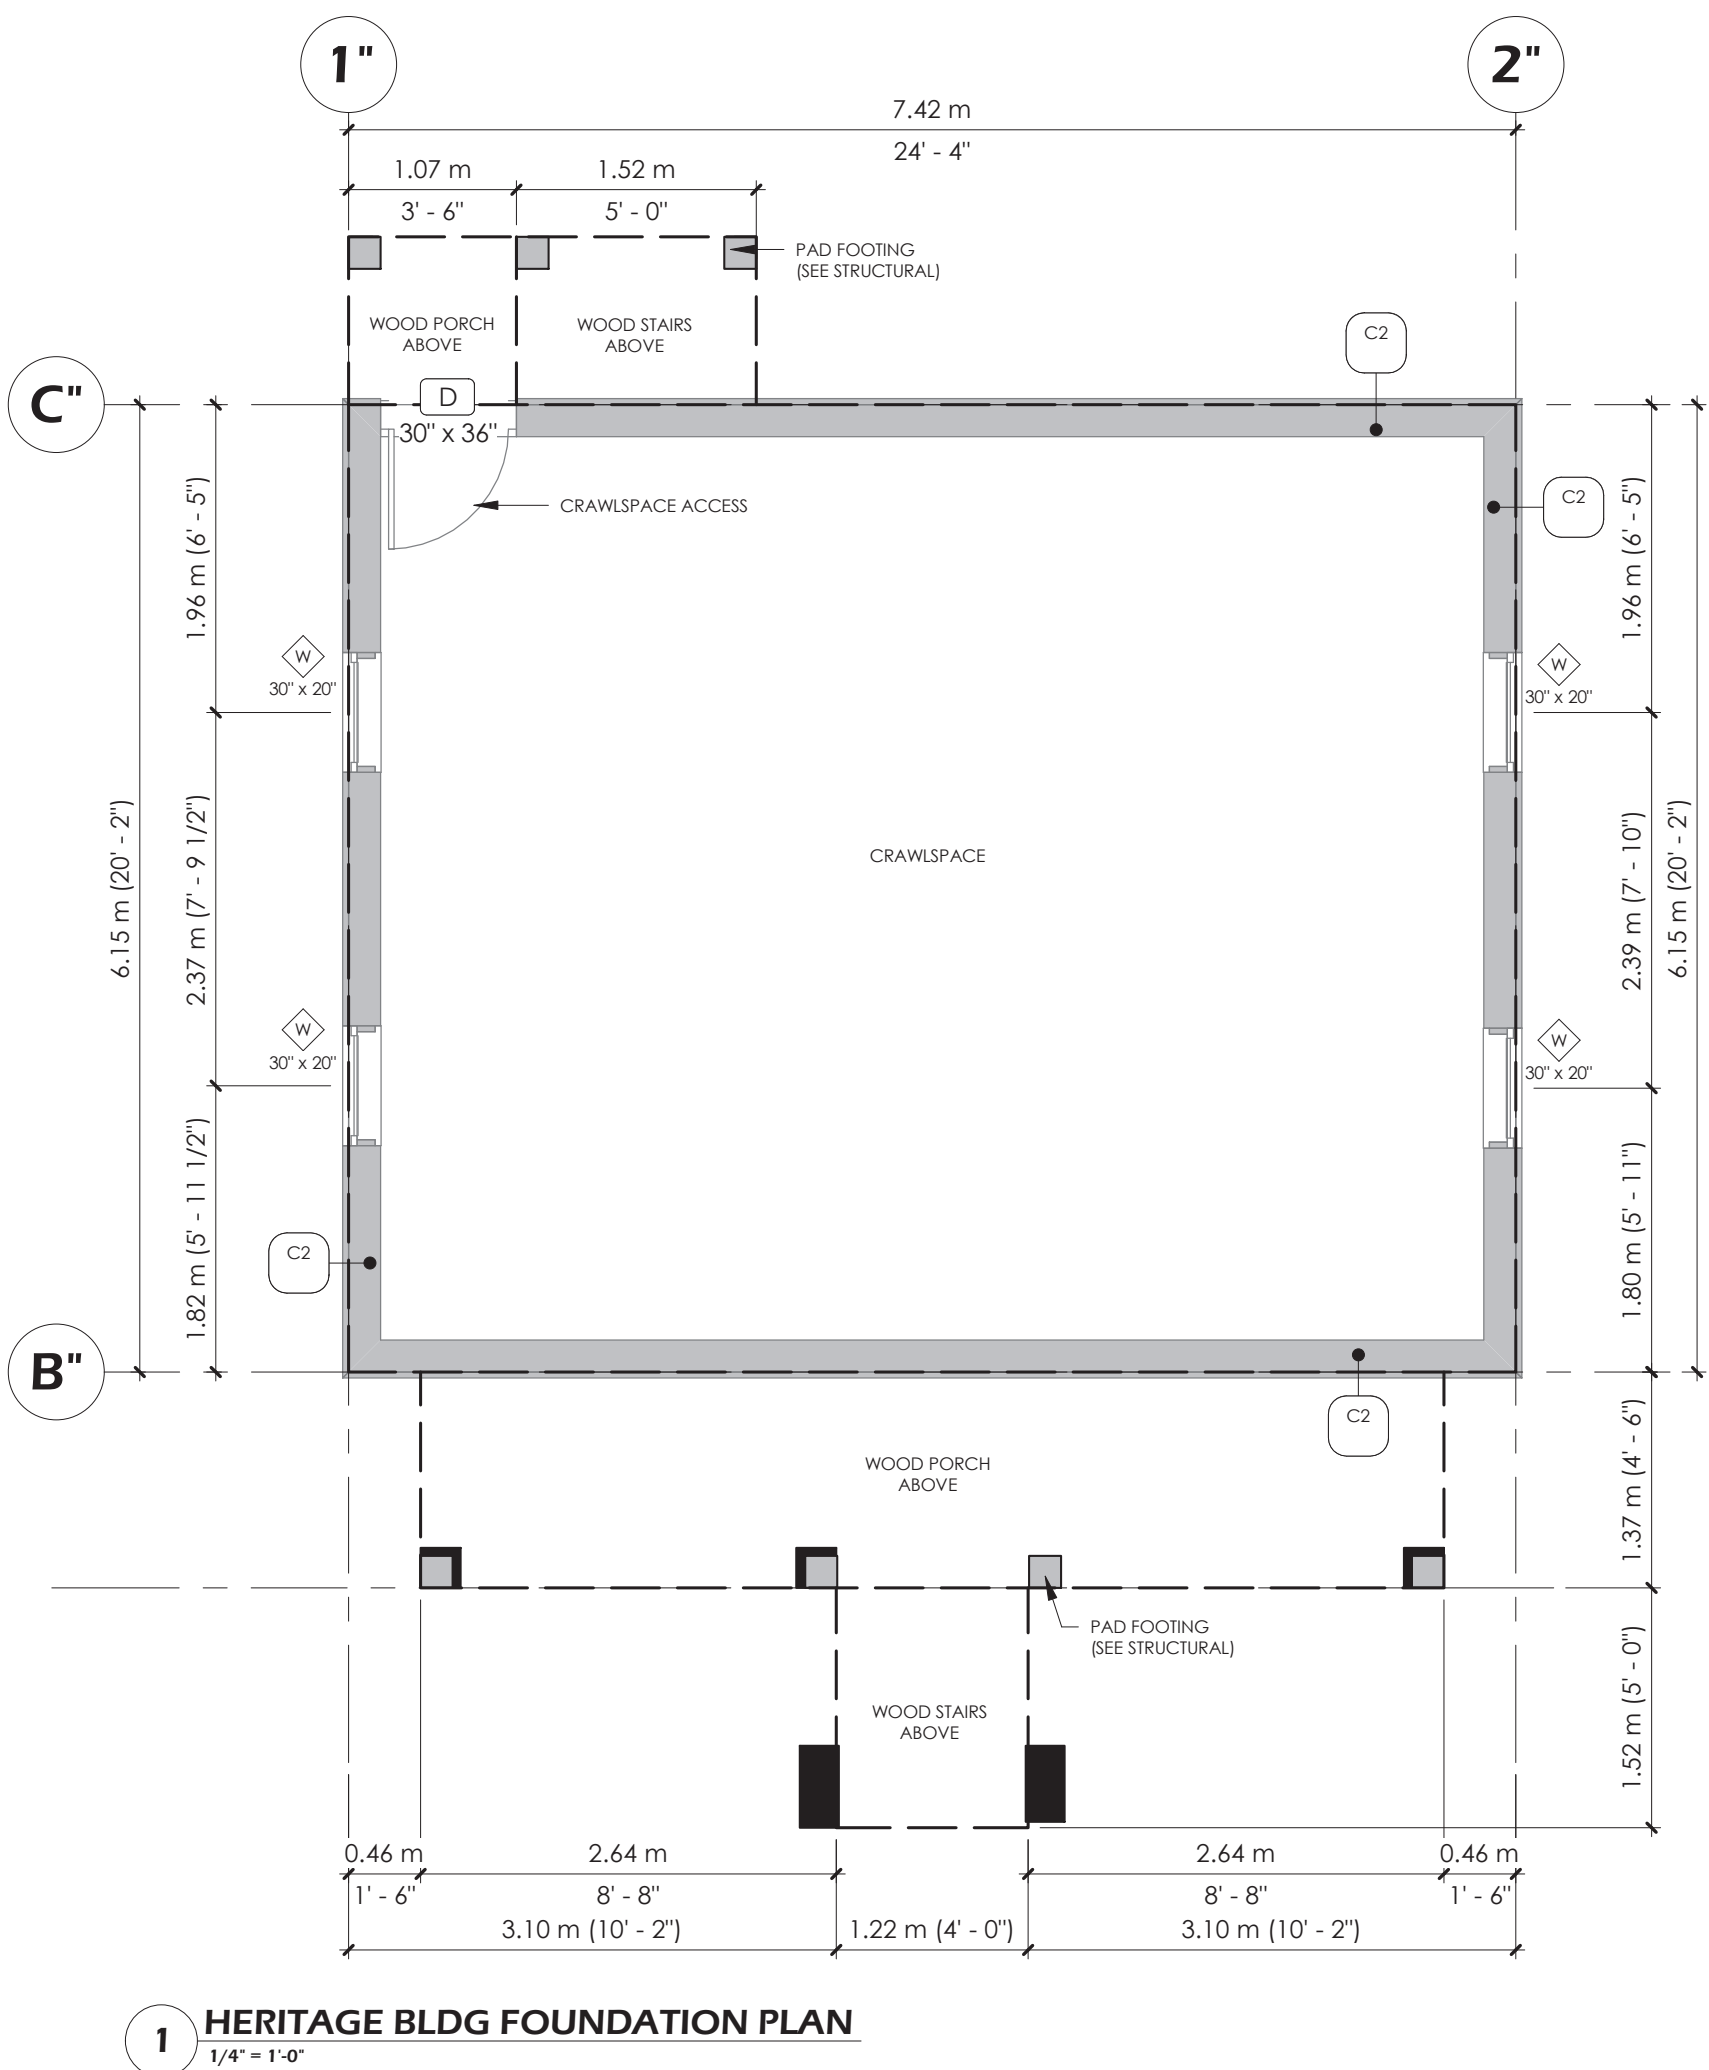 1"
2"
7.42 m
24' - 4"
1.07 m
1.52 m
3' - 6"
5' - 0"
PAD FOOTING
(SEE STRUCTURAL)
WOOD PORCH
ABOVE
WOOD STAIRS
ABOVE
C2
C"
D
30" x 36"
CRAWLSPACE ACCESS
C2
1.96 m (6' - 5")
1.96 m (6' - 5")
W
30" x 20"
W
30" x 20"
6.15 m (20' - 2")
2.37 m (7' - 9 1/2")
CRAWLSPACE
2.39 m (7' - 10")
6.15 m (20' - 2")
W
30" x 20"
W
30" x 20"
1.82 m (5' - 11 1/2")
C2
1.80 m (5' - 11")
B"
C2
WOOD PORCH
ABOVE
1.37 m (4' - 6")
PAD FOOTING
(SEE STRUCTURAL)
WOOD STAIRS
ABOVE
1.52 m (5' - 0")
0.46 m
2.64 m
2.64 m
0.46 m
1' - 6"
8' - 8"
8' - 8"
1' - 6"
3.10 m (10' - 2")
1.22 m (4' - 0")
3.10 m (10' - 2")
1
HERITAGE BLDG FOUNDATION PLAN
1/4" = 1'-0"